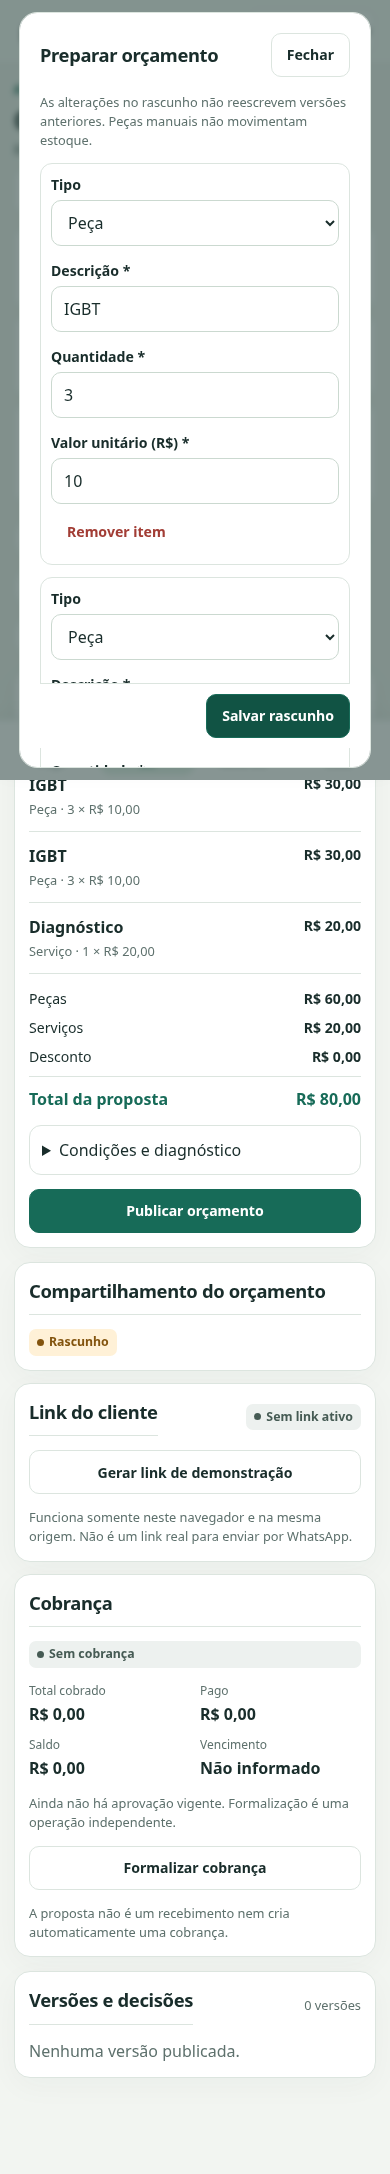 Preparar orçamento
Fechar
As alterações no rascunho não reescrevem versões
anteriores. Peças manuais não movimentam
estoque.
Tipo
Peça
Descrição *
IGBT
Quantidade *
3
Valor unitário (R$) *
10
Remover item
Tipo
Peça
Descrição *
Salvar rascunho
IGBT
R$ 30,00
Peça · 3 × R$ 10,00
IGBT
R$ 30,00
Peça · 3 × R$ 10,00
Diagnóstico
R$ 20,00
Serviço · 1 × R$ 20,00
Peças
R$ 60,00
Serviços
R$ 20,00
Desconto
R$ 0,00
Total da proposta
R$ 80,00
▶ Condições e diagnóstico
Publicar orçamento
Compartilhamento do orçamento
Rascunho
Link do cliente
Sem link ativo
Gerar link de demonstração
Funciona somente neste navegador e na mesma
origem. Não é um link real para enviar por WhatsApp.
Cobrança
Sem cobrança
Total cobrado
Pago
R$ 0,00
R$ 0,00
Saldo
Vencimento
R$ 0,00
Não informado
Ainda não há aprovação vigente. Formalização é uma
operação independente.
Formalizar cobrança
A proposta não é um recebimento nem cria
automaticamente uma cobrança.
Versões e decisões
0 versões
Nenhuma versão publicada.